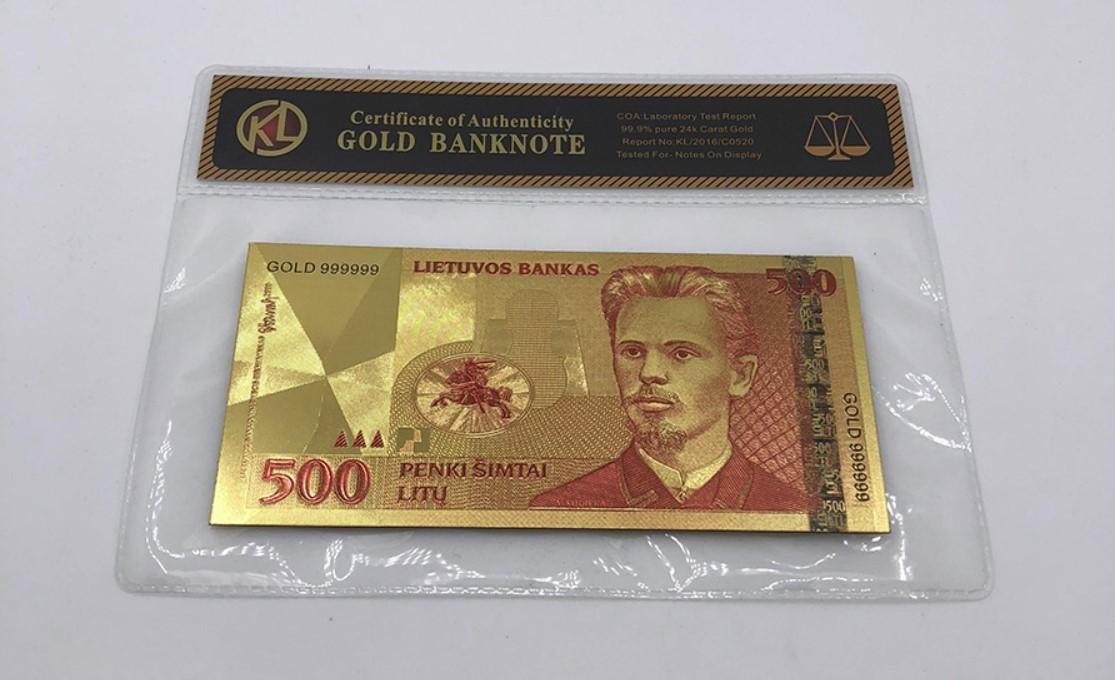 KL
Certificate of Authenticity
GOLD BANKNOTE
COA:Laboratory Test Report
99.9% pure 24k Carat Gold
Report No:KL/2016/C0520
Tested For- Notes On Display
GOLD 999999
LIETUVOS BANKAS
500
GOLD 999999
500
PENKI ŠIMTAI
LITŲ
500